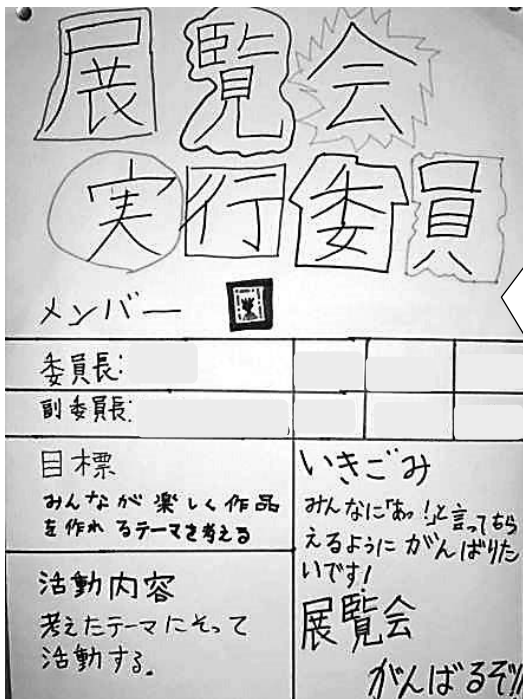 展覧会
実行委員
メンバー
委員長:
副委員長:
目標
みんなが楽しく作品
を作れるテーマを考える
活動内容
考えたテーマにそって
活動する。
いきごみ
みんなに「あっ!」と言ってもら
えるようにがんばりた
いです!
展覧会
がんばるぞ!!